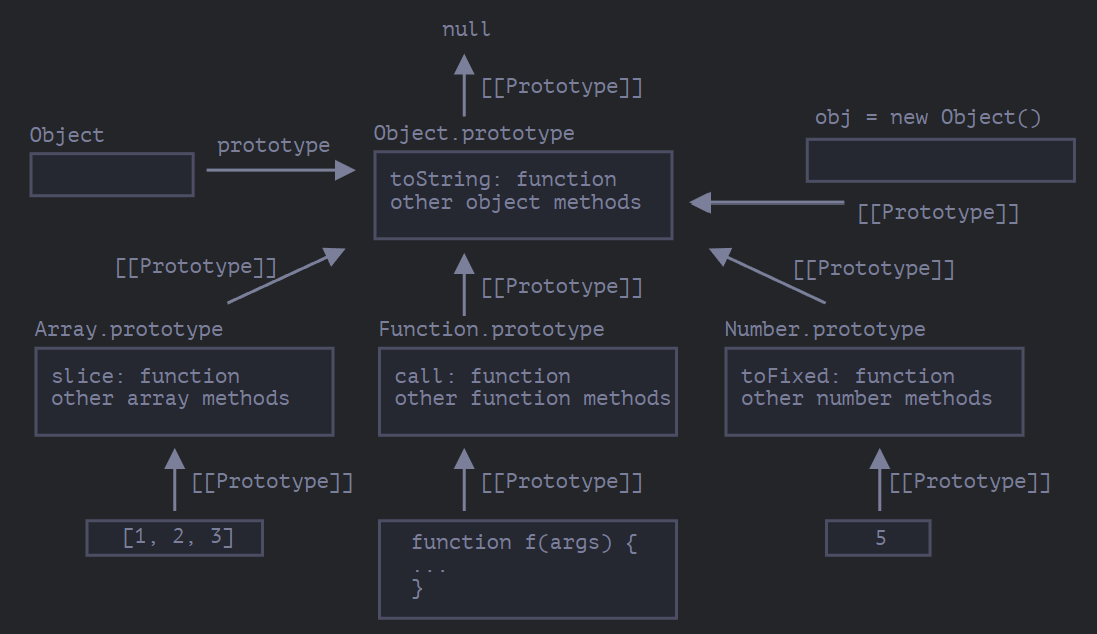 null
[[Prototype]]
Object
prototype
Object.prototype
toString: function
other object methods
obj = new Object()
[[Prototype]]
[[Prototype]]
[[Prototype]]
[[Prototype]]
Array.prototype
slice: function
other array methods
Function.prototype
call: function
other function methods
Number.prototype
toFixed: function
other number methods
[[Prototype]]
[[Prototype]]
[[Prototype]]
[1, 2, 3]
function f(args) {
...
}
5